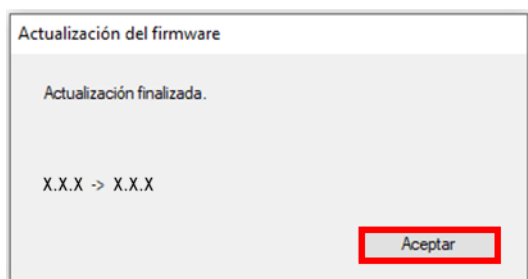 Actualización del firmware
Actualización finalizada.
X.X.X -> X.X.X
Aceptar